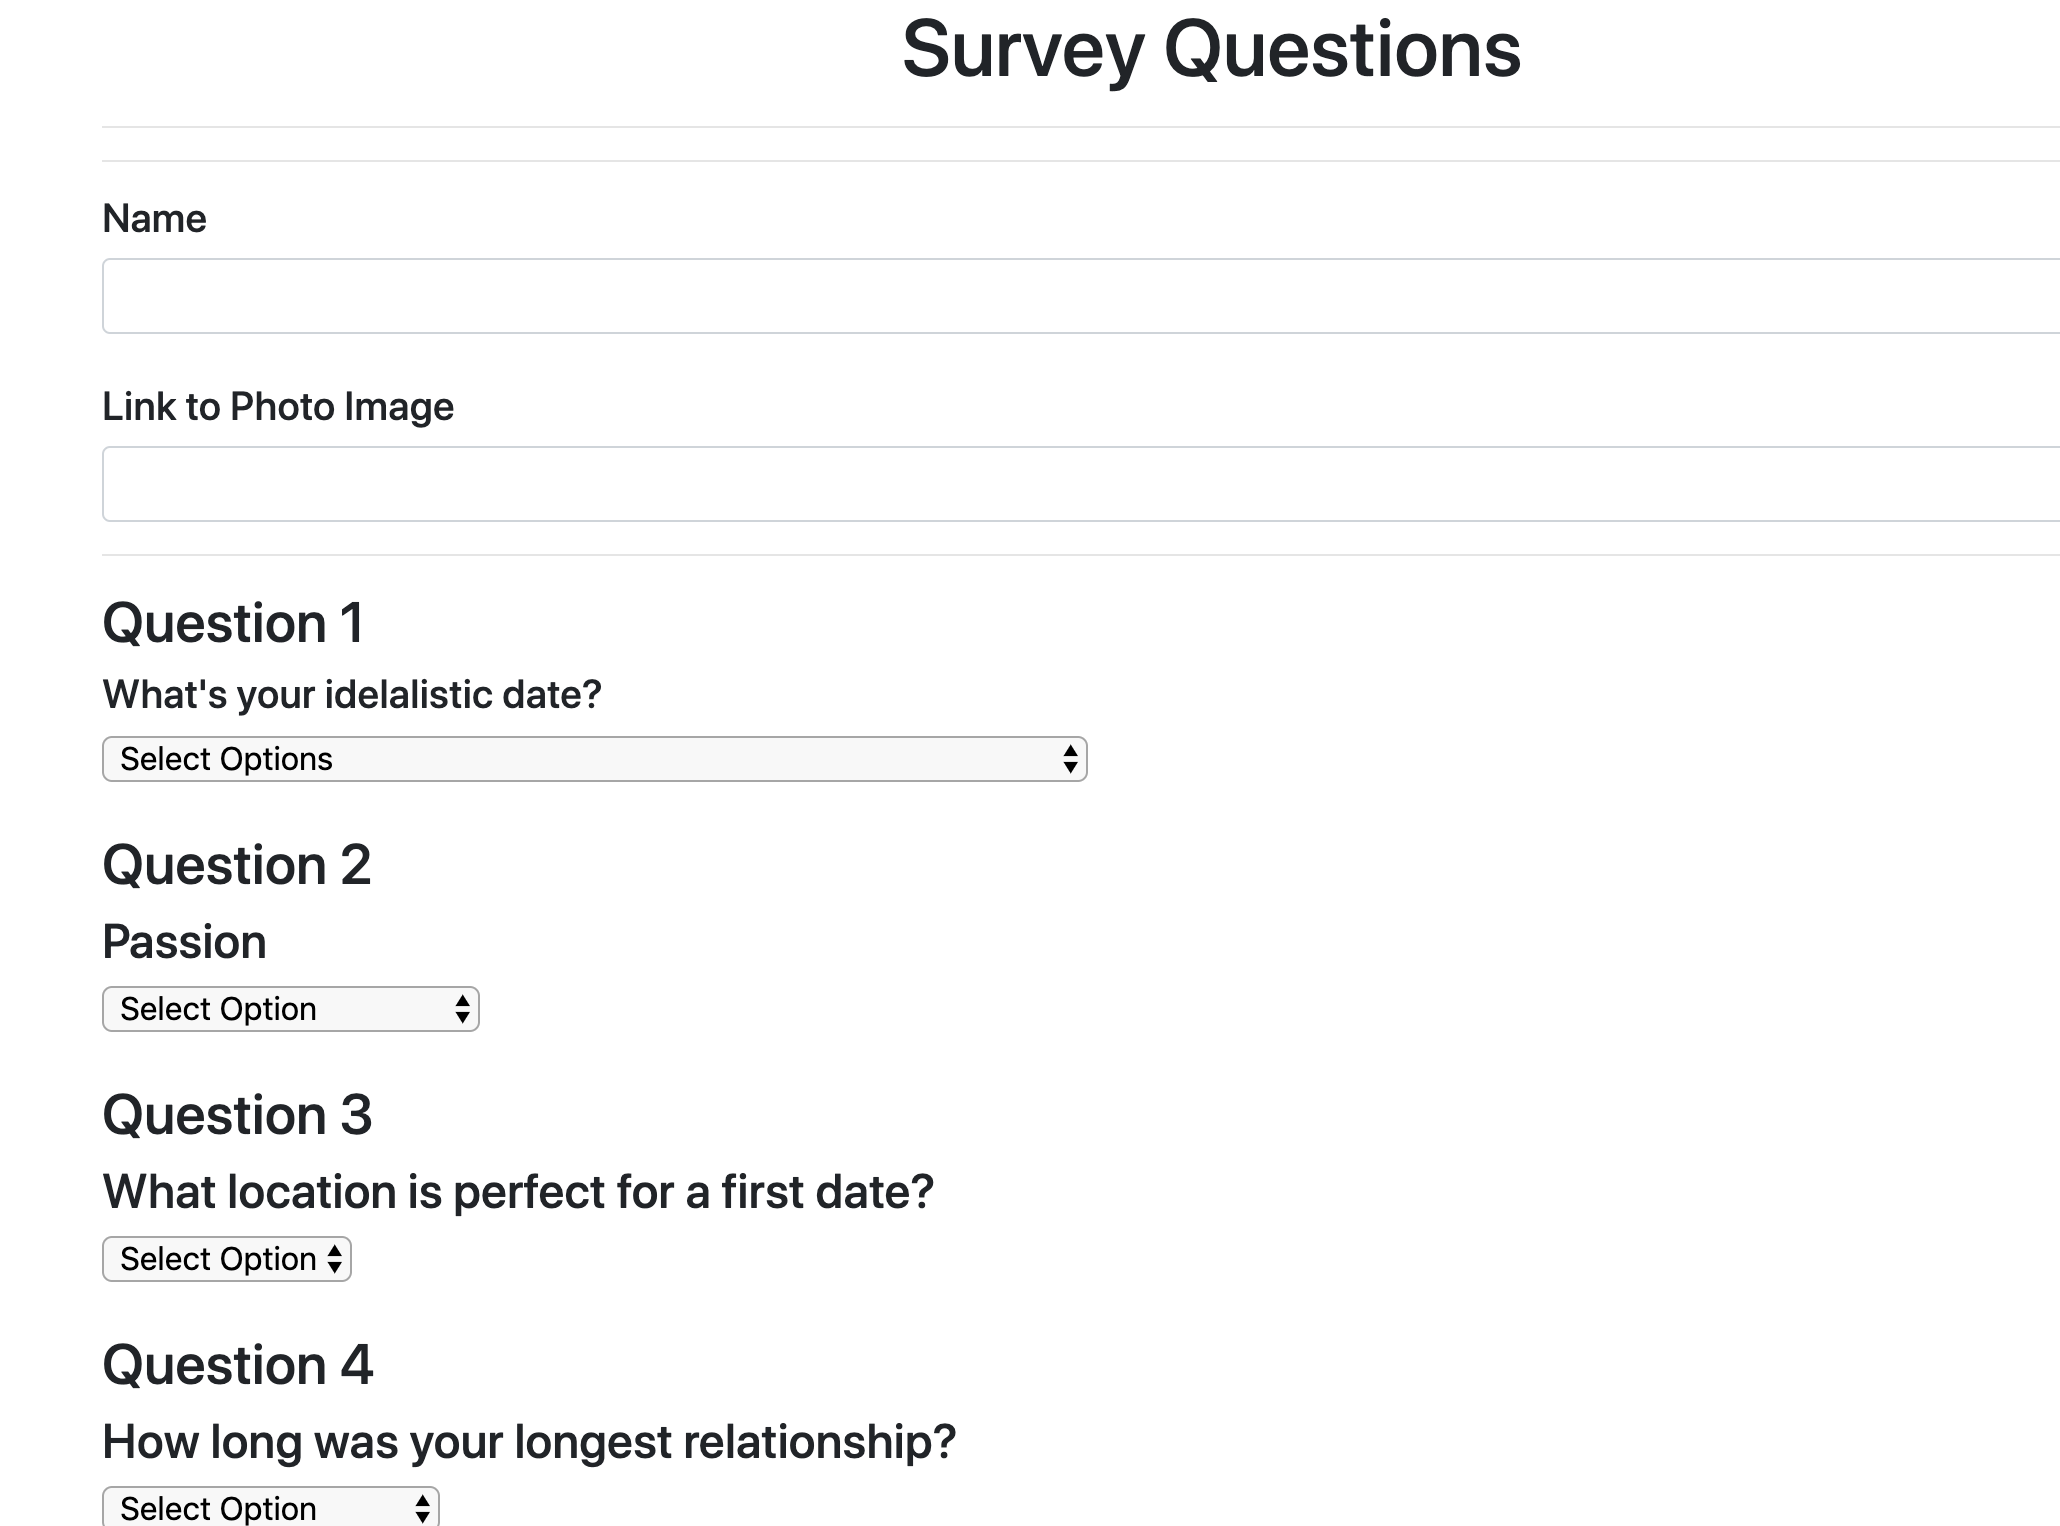 Survey Questions
Name
Link to Photo Image
Question 1
What's your idelalistic date?
Select Options
Question 2
Passion
Select Option
Question 3
What location is perfect for a first date?
Select Option
Question 4
How long was your longest relationship?
Select Option